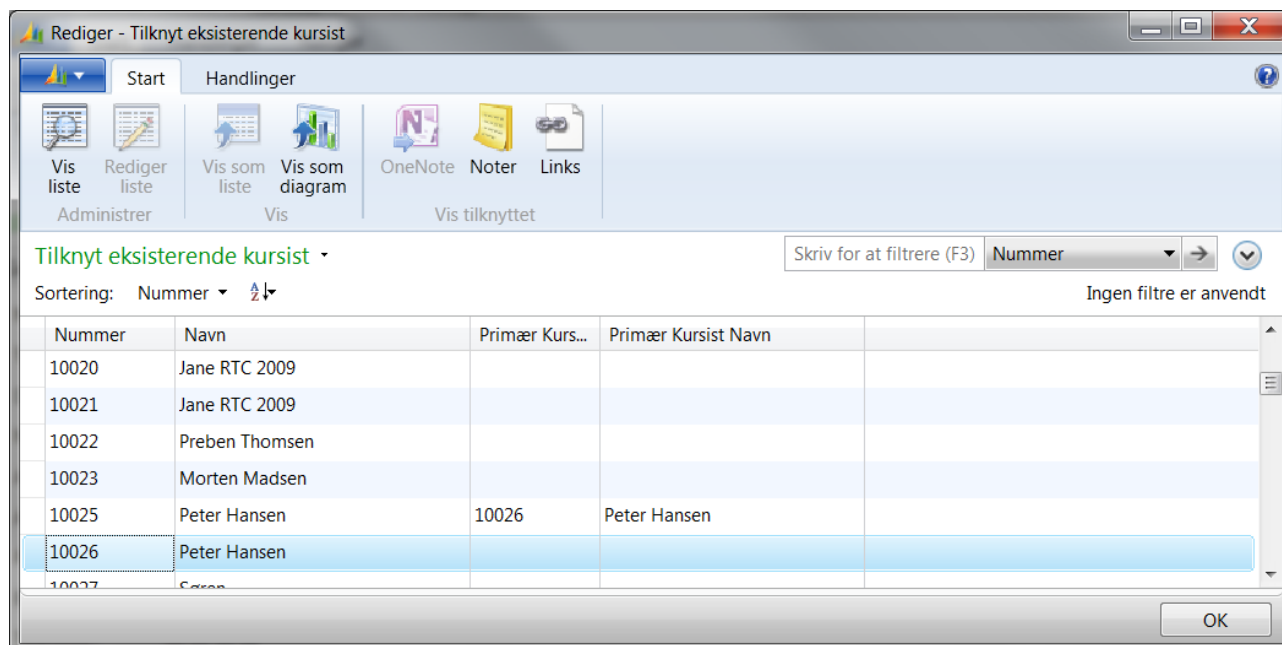 Rediger - Tilknyt eksisterende kursist
Start Handlinger
Vis liste Rediger liste Vis som liste Vis som diagram OneNote Noter Links
Administrer Vis Vis tilknyttet
Tilknyt eksisterende kursist Skriv for at filtrere (F3) Nummer
Sortering: Nummer Ingen filtre er anvendt
Nummer Navn Primær Kurs... Primær Kursist Navn
10020 Jane RTC 2009
10021 Jane RTC 2009
10022 Preben Thomsen
10023 Morten Madsen
10025 Peter Hansen 10026 Peter Hansen
10026 Peter Hansen
10027 Søren
OK